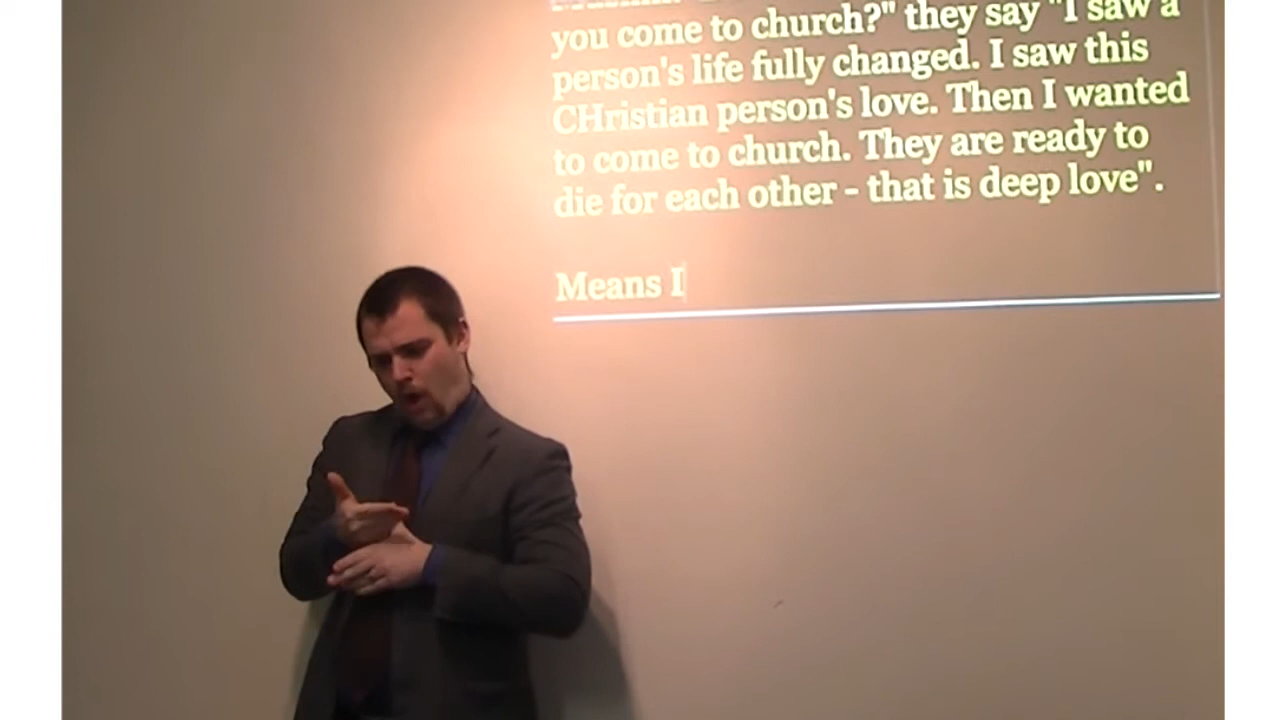 you come to church?" they say "I saw a
person's life fully changed. I saw this
CHristian person's love. Then I wanted
to come to church. They are ready to
die for each other - that is deep love".
Means I